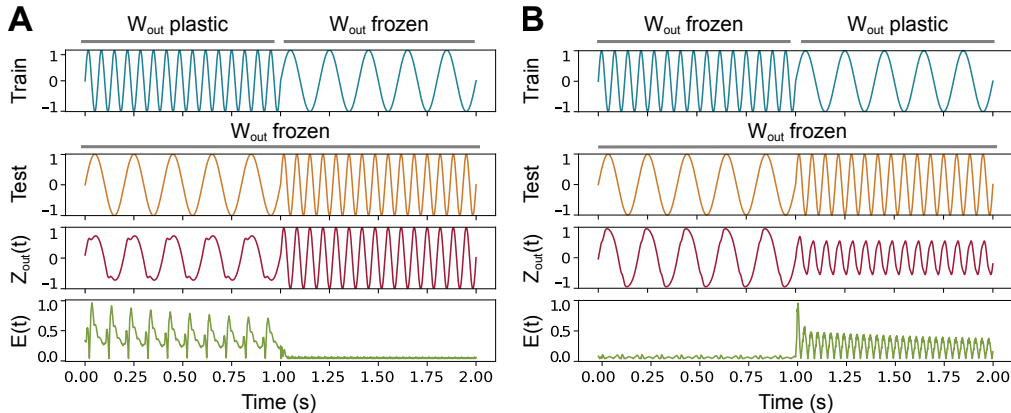 A
W_out plastic W_out frozen
Train
1
0
−1
W_out frozen
Test
1
0
−1
Z_out(t)
1
0
−1
E(t)
1.0
0.5
0.0
0.00 0.25 0.50 0.75 1.00 1.25 1.50 1.75 2.00
Time (s)
B
W_out frozen W_out plastic
Train
1
0
−1
W_out frozen
Test
1
0
−1
Z_out(t)
1
0
−1
E(t)
1.0
0.5
0.0
0.00 0.25 0.50 0.75 1.00 1.25 1.50 1.75 2.00
Time (s)